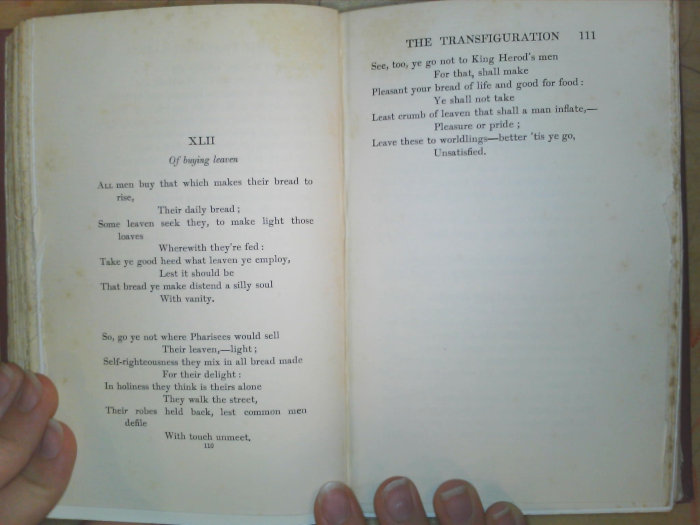 XLII
Of buying leaven
ALL men buy that which makes their bread to
rise,
Their daily bread;
Some leaven seek they, to make light those
loaves
Wherewith they're fed:
Take ye good heed what leaven ye employ,
Lest it should be
That bread ye make distend a silly soul
With vanity.
So, go ye not where Pharisees would sell
Their leaven,—light;
Self-righteousness they mix in all bread made
For their delight:
In holiness they think is theirs alone
They walk the street,
Their robes held back, lest common men
defile
With touch unmeet.
110
THE TRANSFIGURATION 111
See, too, ye go not to King Herod's men
For that, shall make
Pleasant your bread of life and good for food:
Ye shall not take
Least crumb of leaven that shall a man inflate,—
Pleasure or pride;
Leave these to worldlings—better 'tis ye go,
Unsatisfied.